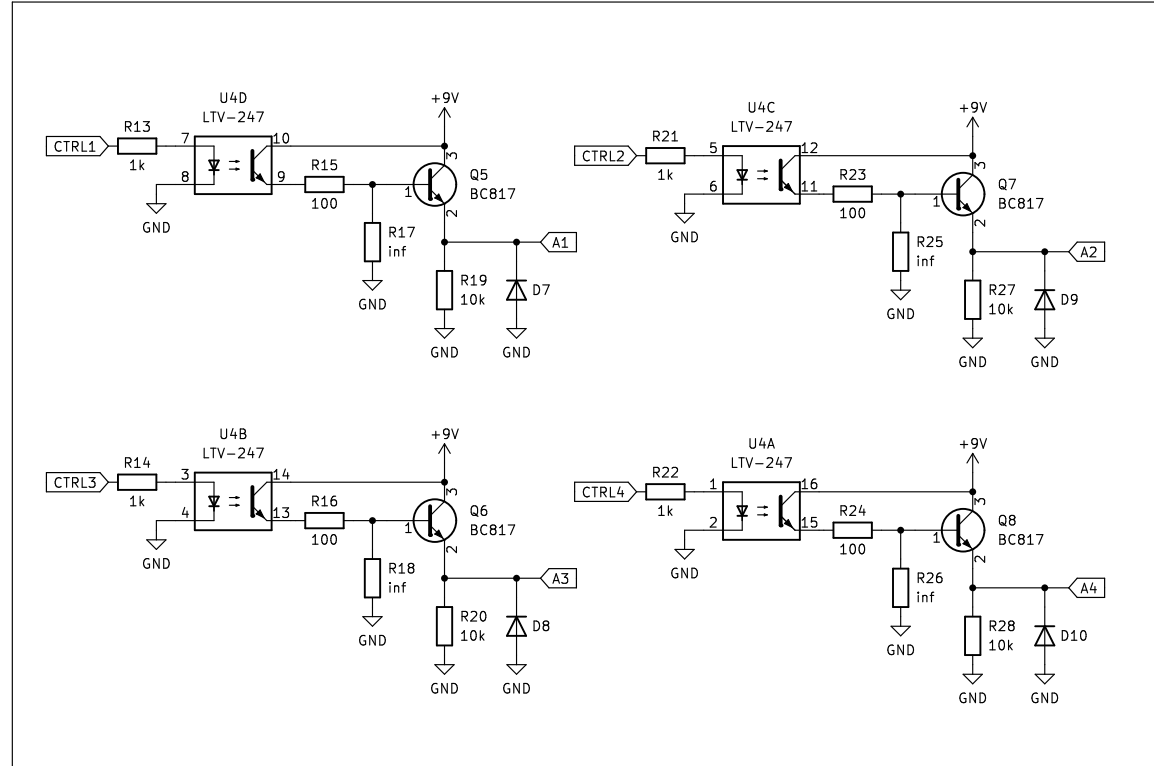 U4D
LTV-247
+9V
CTRL1
R13
1k
7
10
8
9
R15
100
3
1
2
Q5
BC817
GND
R17
inf
GND
A1
R19
10k
D7
GND
GND
U4C
LTV-247
+9V
CTRL2
R21
1k
5
12
6
11
R23
100
3
1
2
Q7
BC817
GND
R25
inf
GND
A2
R27
10k
D9
GND
GND
U4B
LTV-247
+9V
CTRL3
R14
1k
3
14
4
13
R16
100
3
1
2
Q6
BC817
GND
R18
inf
GND
A3
R20
10k
D8
GND
GND
U4A
LTV-247
+9V
CTRL4
R22
1k
1
16
2
15
R24
100
3
1
2
Q8
BC817
GND
R26
inf
GND
A4
R28
10k
D10
GND
GND